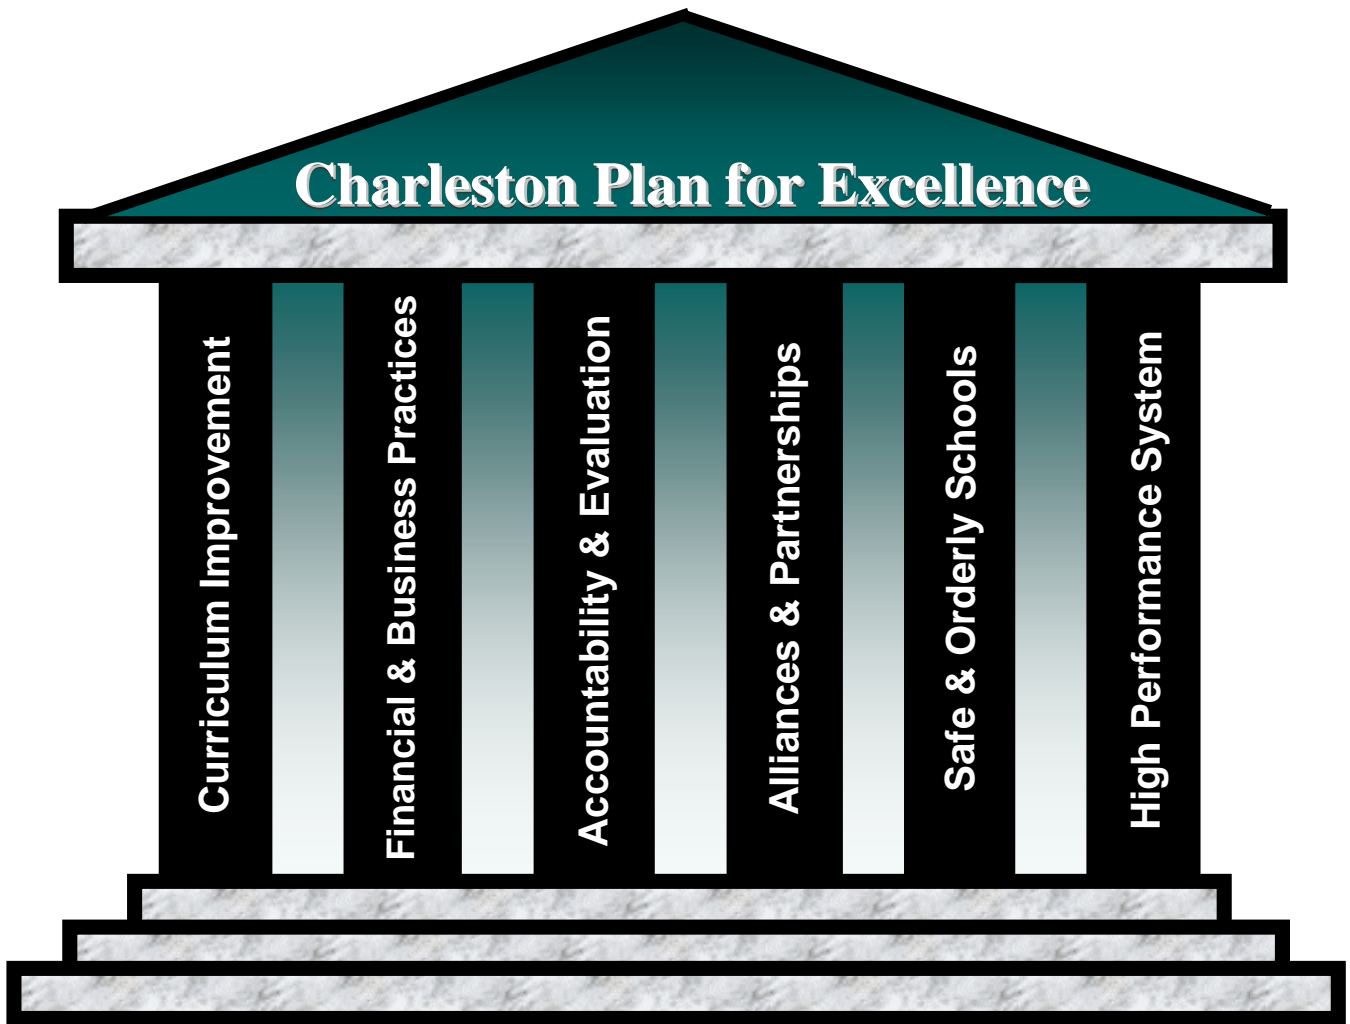 Charleston Plan for Excellence
Curriculum Improvement
Financial & Business Practices
Accountability & Evaluation
Alliances & Partnerships
Safe & Orderly Schools
High Performance System